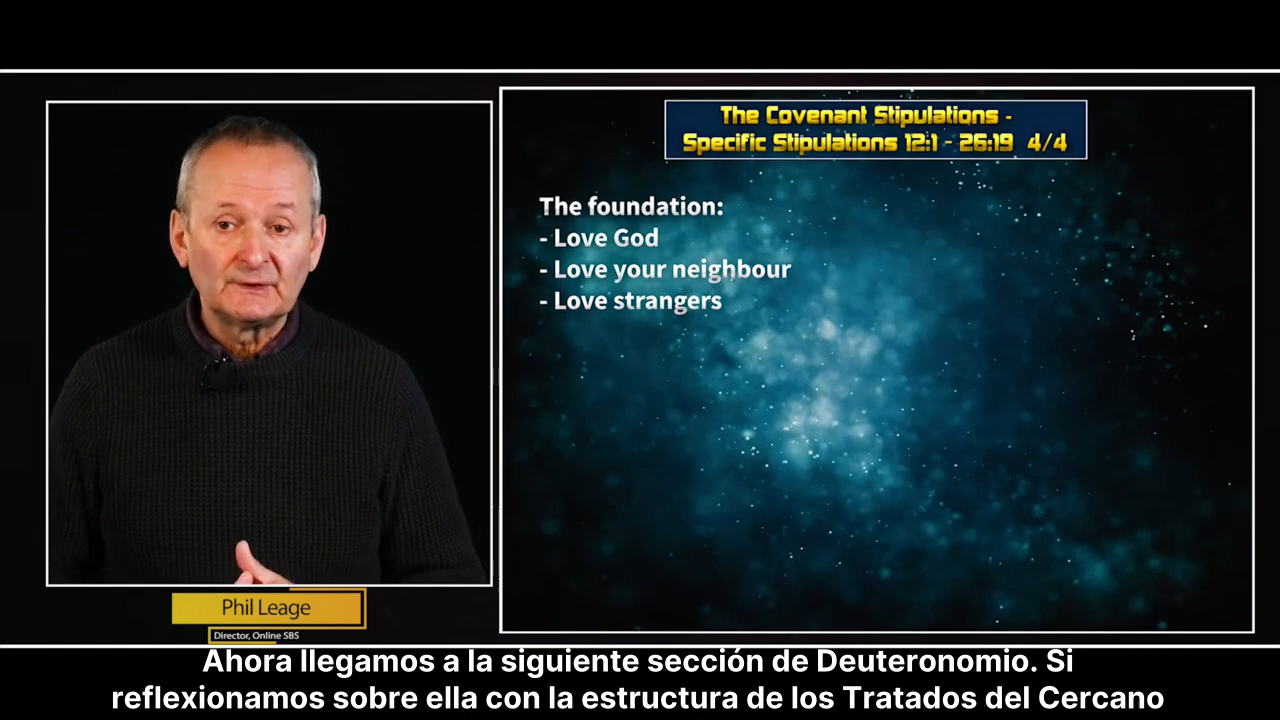 The Covenant Stipulations -
Specific Stipulations 12:1 - 26:19 4/4
The foundation:
- Love God
- Love your neighbour
- Love strangers
Phil Leage
Director, Online SBS
Ahora llegamos a la siguiente sección de Deuteronomio. Si
reflexionamos sobre ella con la estructura de los Tratados del Cercano